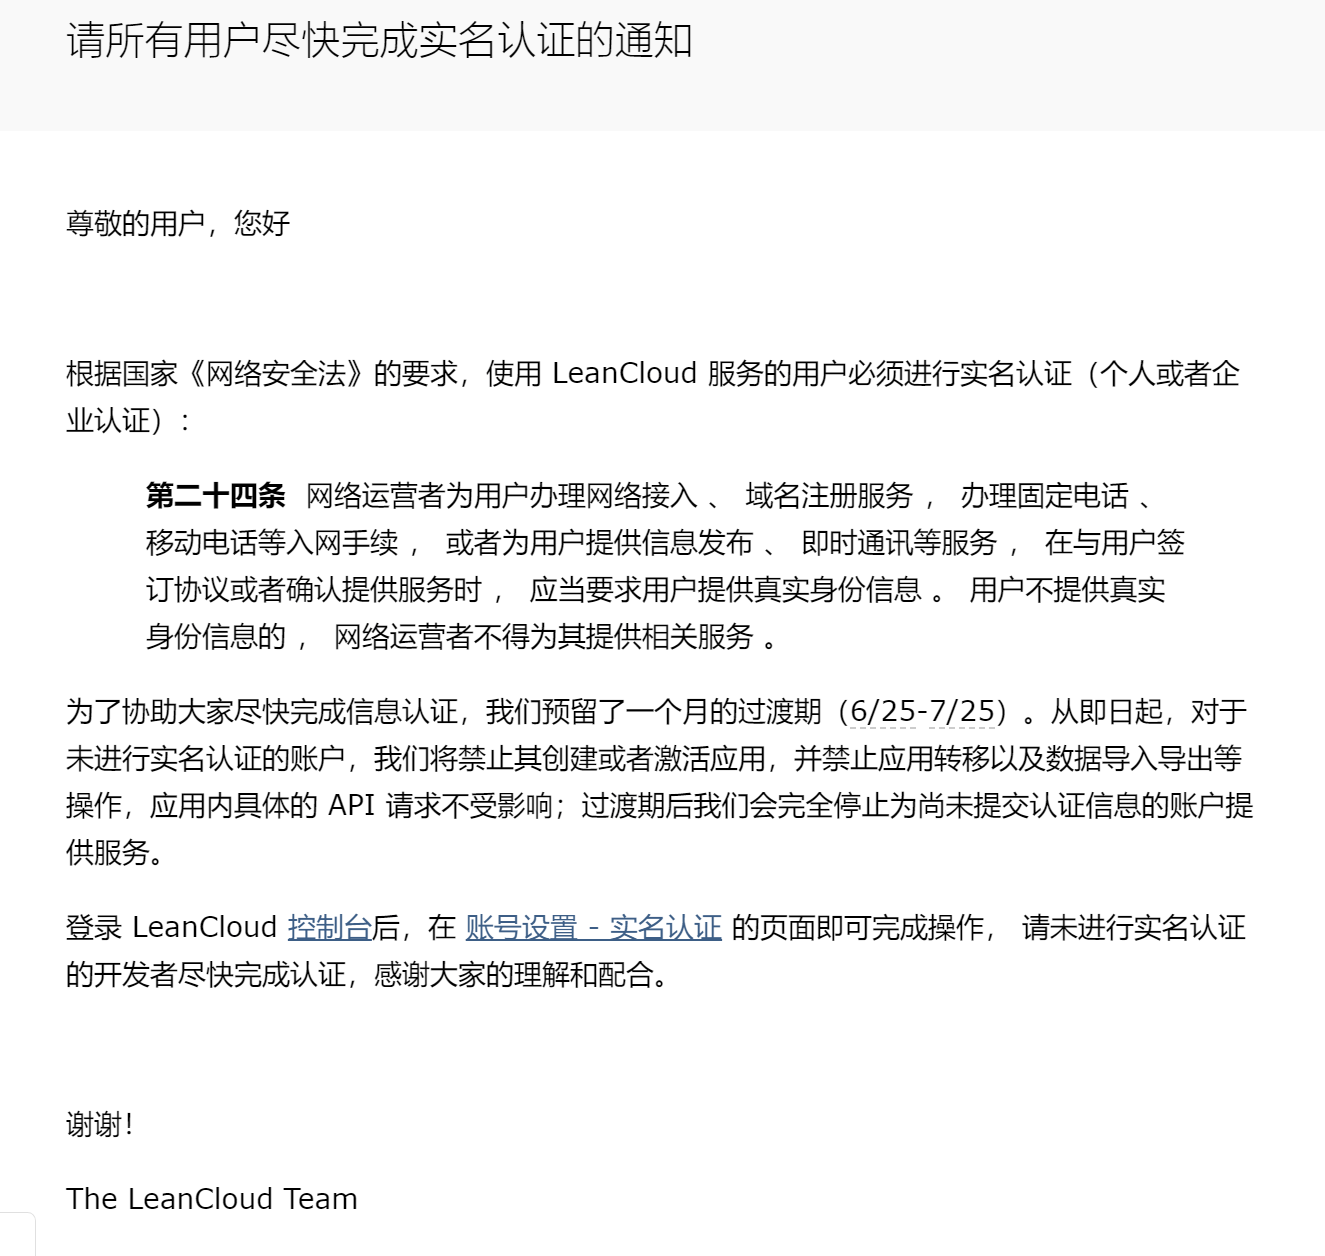 请所有用户尽快完成实名认证的通知
尊敬的用户，您好
根据国家《网络安全法》的要求，使用 LeanCloud 服务的用户必须进行实名认证（个人或者企
业认证）：
第二十四条 网络运营者为用户办理网络接入 、 域名注册服务 ， 办理固定电话 、
移动电话等入网手续 ， 或者为用户提供信息发布 、 即时通讯等服务 ， 在与用户签
订协议或者确认提供服务时 ， 应当要求用户提供真实身份信息 。 用户不提供真实
身份信息的 ， 网络运营者不得为其提供相关服务 。
为了协助大家尽快完成信息认证，我们预留了一个月的过渡期（6/25-7/25）。从即日起，对于
未进行实名认证的账户，我们将禁止其创建或者激活应用，并禁止应用转移以及数据导入导出等
操作，应用内具体的 API 请求不受影响；过渡期后我们会完全停止为尚未提交认证信息的账户提
供服务。
登录 LeanCloud 控制台后，在 账号设置 - 实名认证 的页面即可完成操作， 请未进行实名认证
的开发者尽快完成认证，感谢大家的理解和配合。
谢谢！
The LeanCloud Team